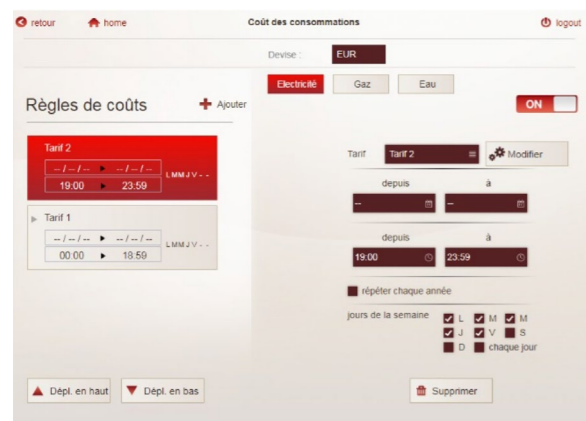 retour home Coût des consommations logout
Devise : EUR
Electricité Gaz Eau
Règles de coûts Ajouter
ON
Tarif 2
-- / -- / -- -- / -- / --
19:00 23:59
L M M J V - -
Tarif 1
-- / -- / -- -- / -- / --
00:00 18:59
L M M J V - -
Tarif Tarif 2 Modifier
depuis à
-- --
depuis à
19:00 23:59
répéter chaque année
jours de la semaine L M M
J V S
D chaque jour
Dépl. en haut Dépl. en bas Supprimer